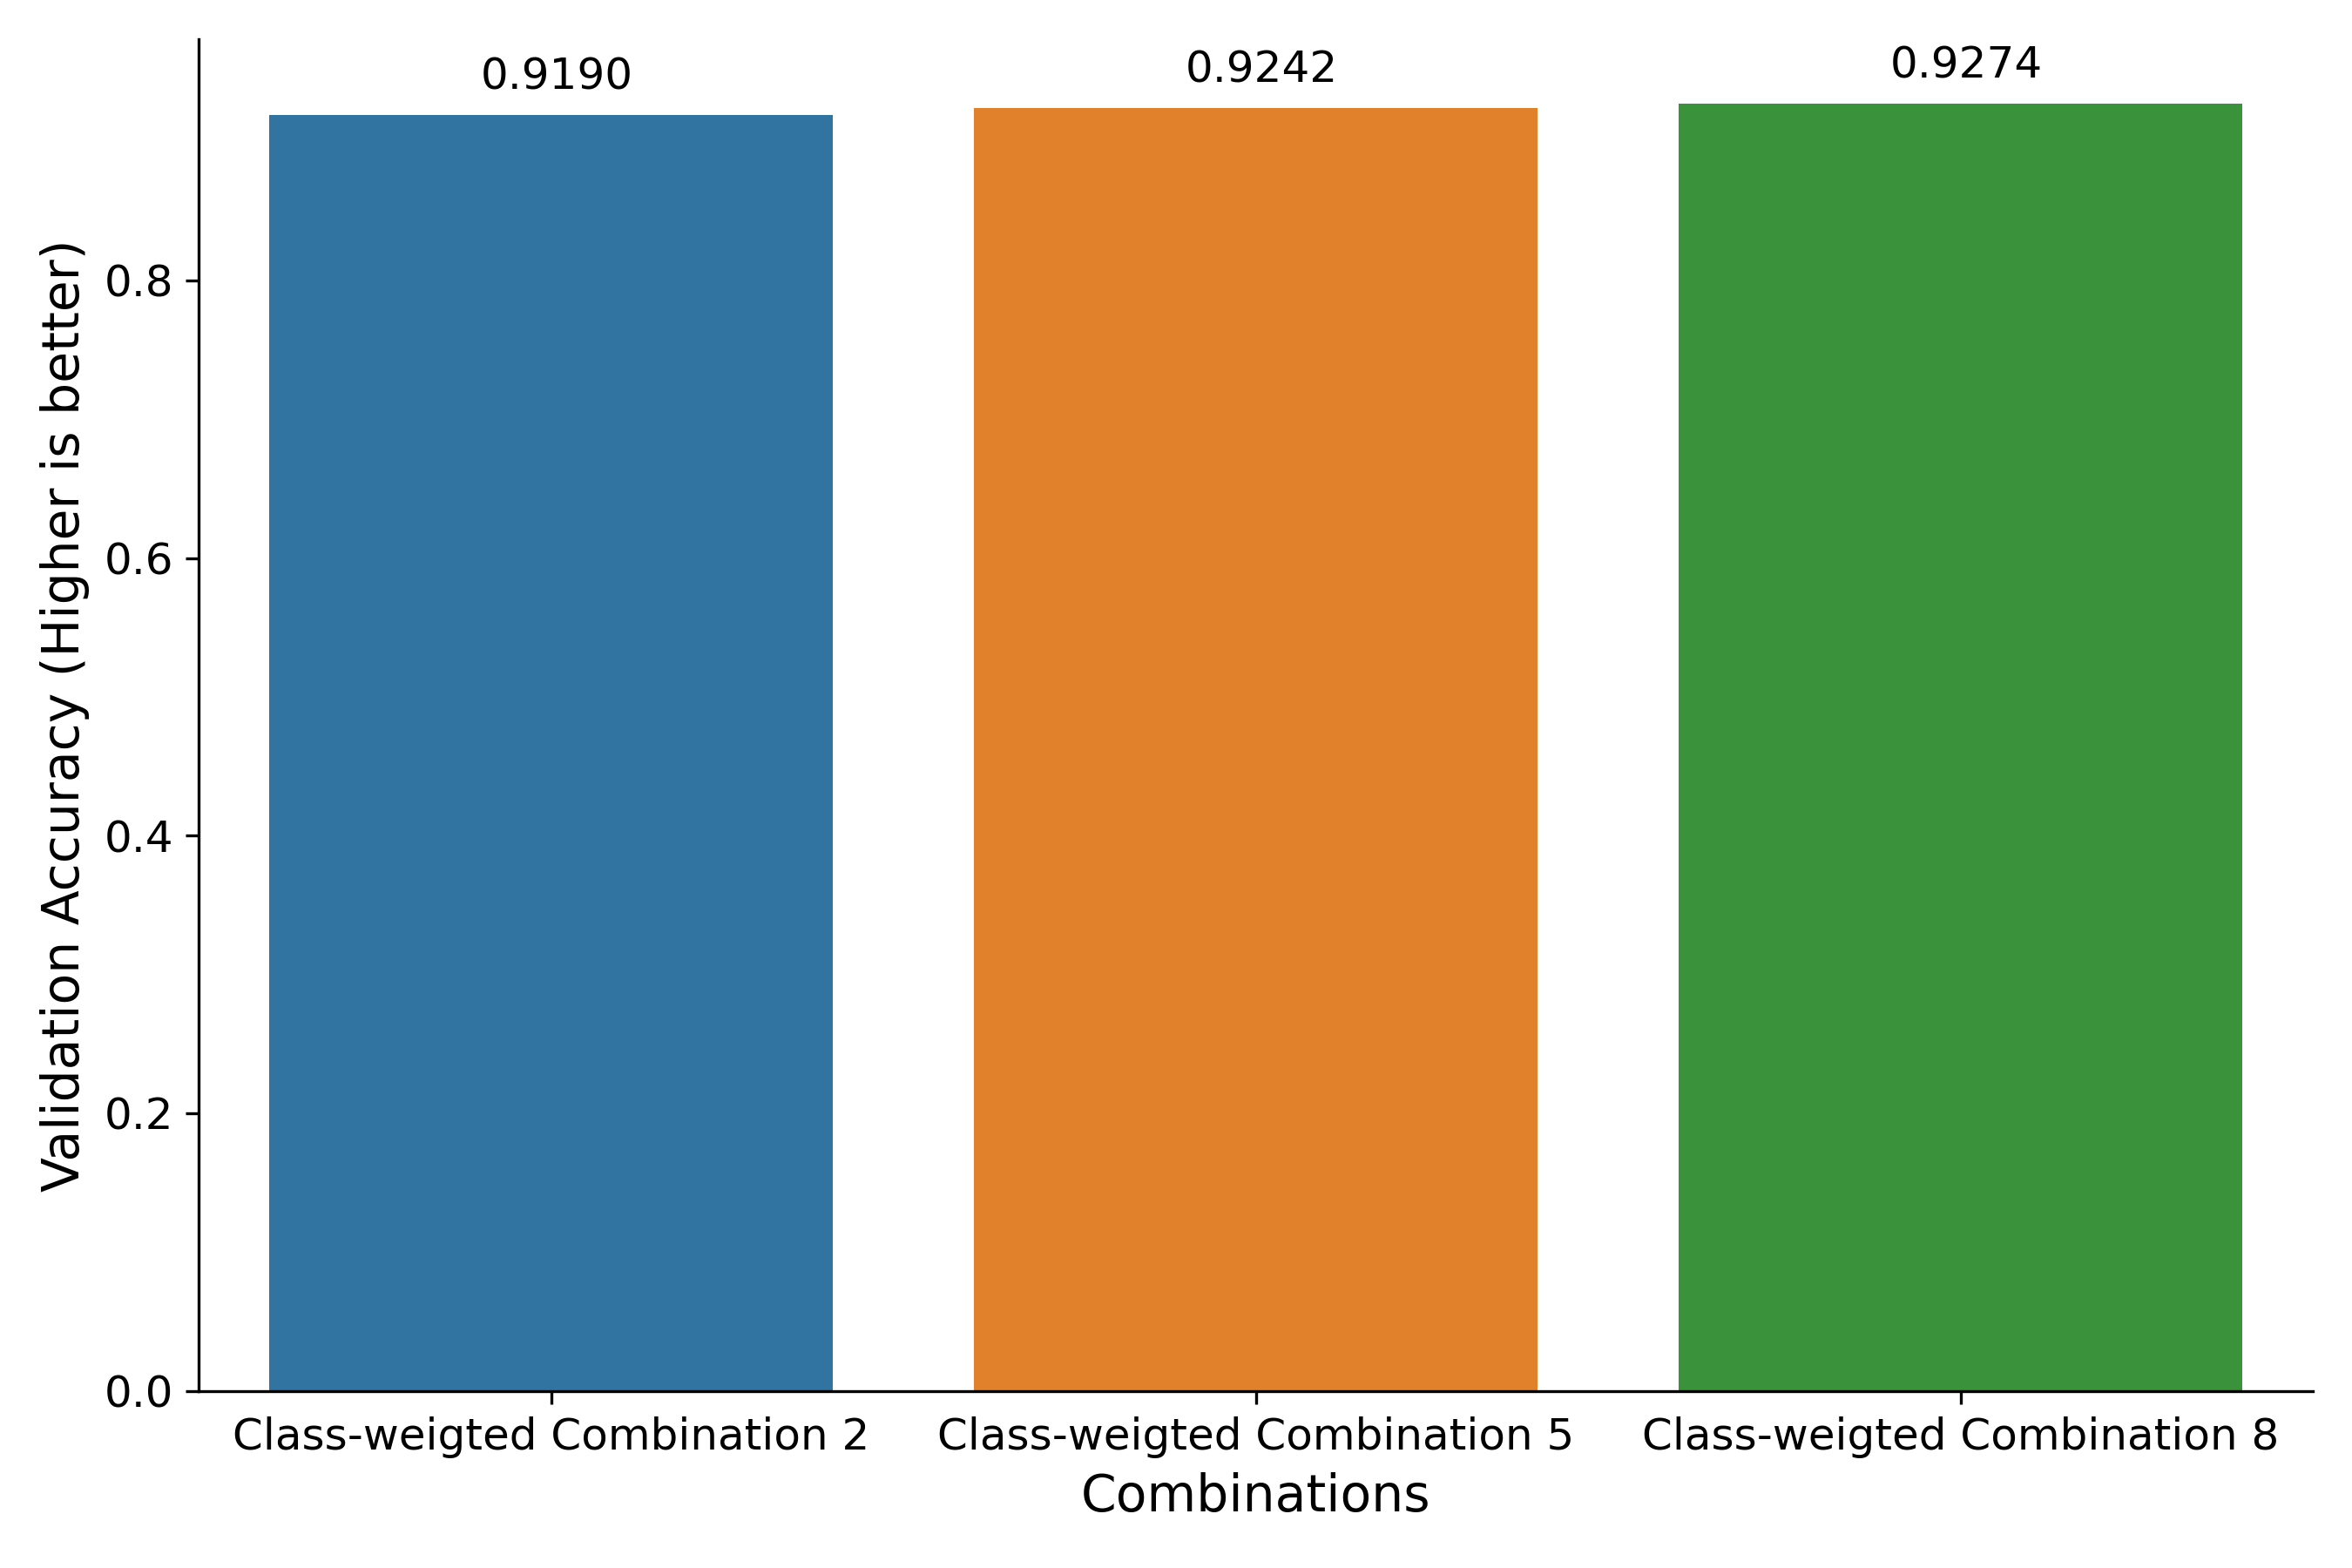 0.9190
0.9242
0.9274
Validation Accuracy (Higher is better)
0.8
0.6
0.4
0.2
0.0
Class-weigted Combination 2
Class-weigted Combination 5
Class-weigted Combination 8
Combinations